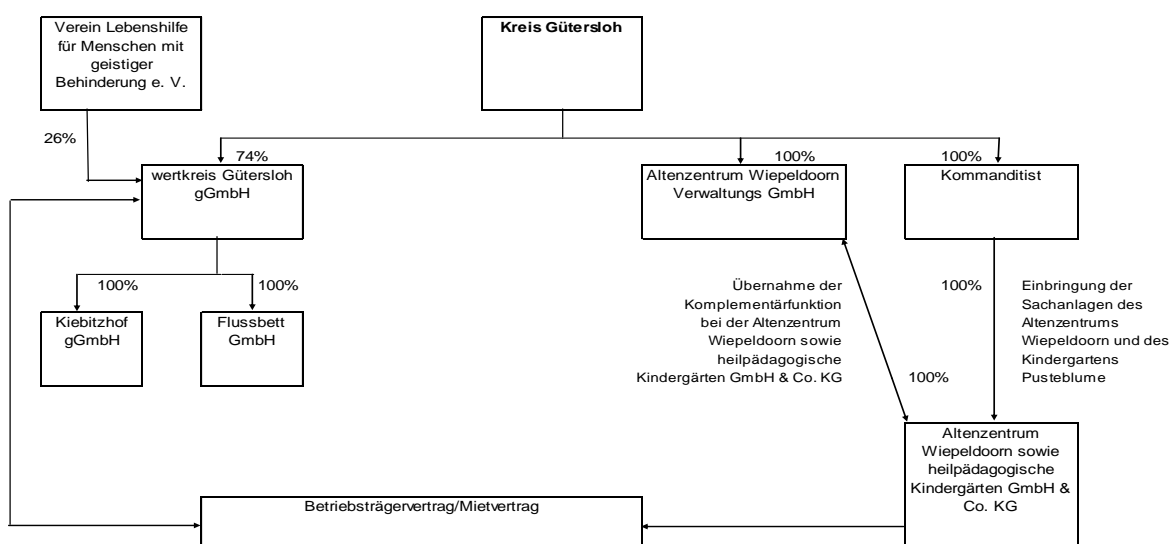 Verein Lebenshilfe
für Menschen mit
geistiger
Behinderung e. V.
Kreis Gütersloh
26%
74%
100%
100%
wertkreis Gütersloh
gGmbH
Altenzentrum Wiepeldoorn
Verwaltungs GmbH
Kommanditist
100%
100%
Kiebitzhof
gGmbH
Flussbett
GmbH
Übernahme der
Komplementärfunktion
bei der Altenzentrum
Wiepeldoorn sowie
heilpädagogische
Kindergärten GmbH & Co. KG
100%
100%
Einbringung der
Sachanlagen des
Altenzentrums
Wiepeldoorn und des
Kindergartens
Pusteblume
Altenzentrum
Wiepeldoorn sowie
heilpädagogische
Kindergärten GmbH &
Co. KG
Betriebsträgervertrag/Mietvertrag